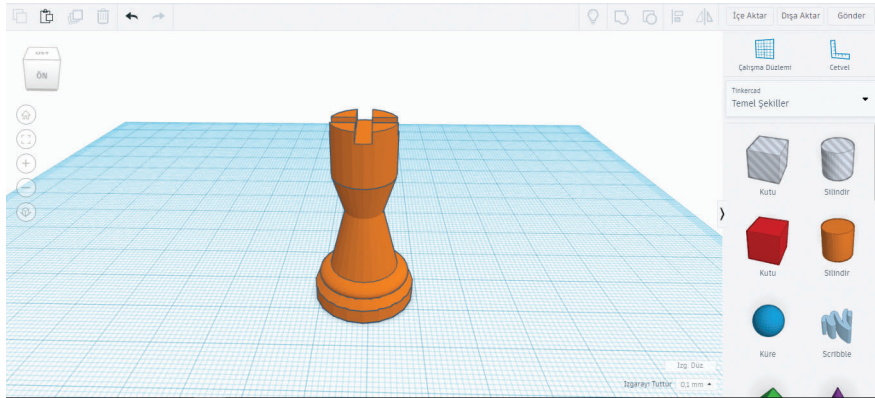 İçe Aktar Dışa Aktar Gönder
ÜST
ÖN
Çalışma Düzlemi Cetvel
Tinkercad
Temel Şekiller
Kutu Silindir
Kutu Silindir
Küre Scribble
Izg. Düz.
Izgarayı Tuttur 0,1 mm